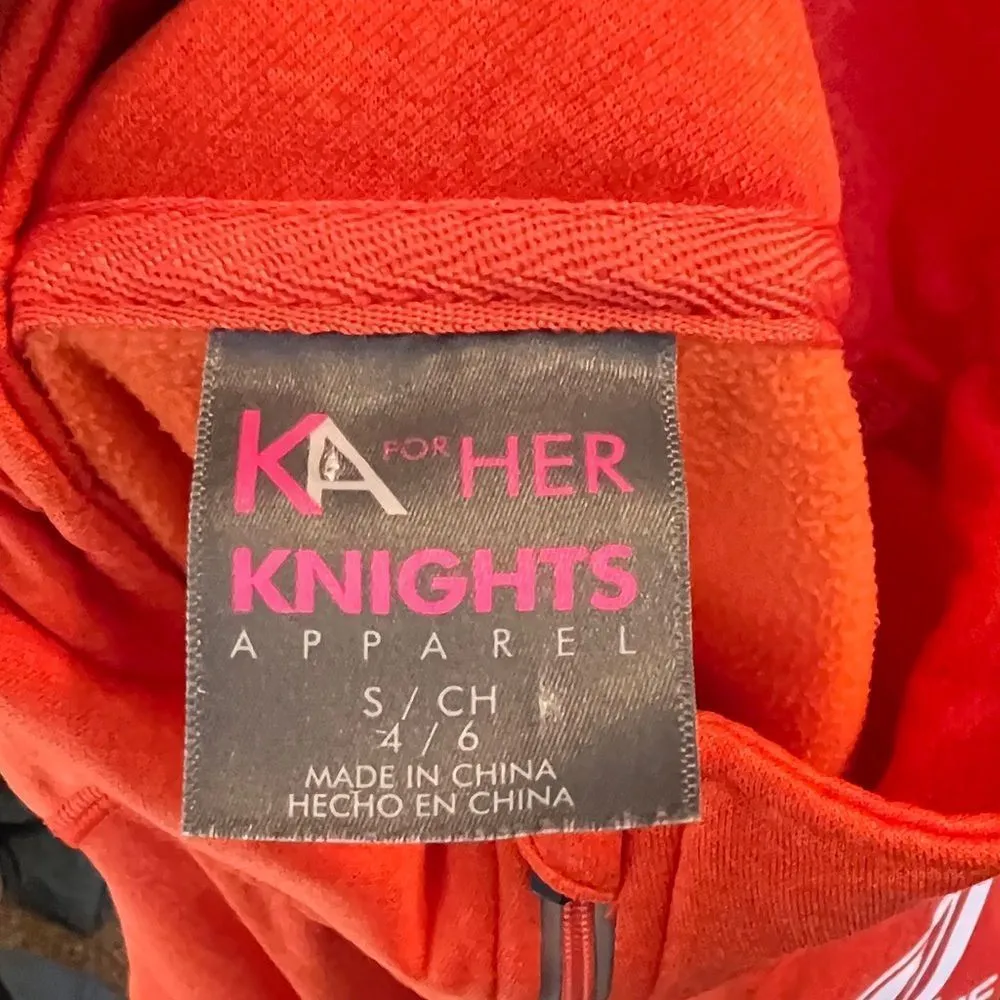 KA FOR HER
KNIGHTS
APPAREL
S / CH
4 / 6
MADE IN CHINA
HECHO EN CHINA